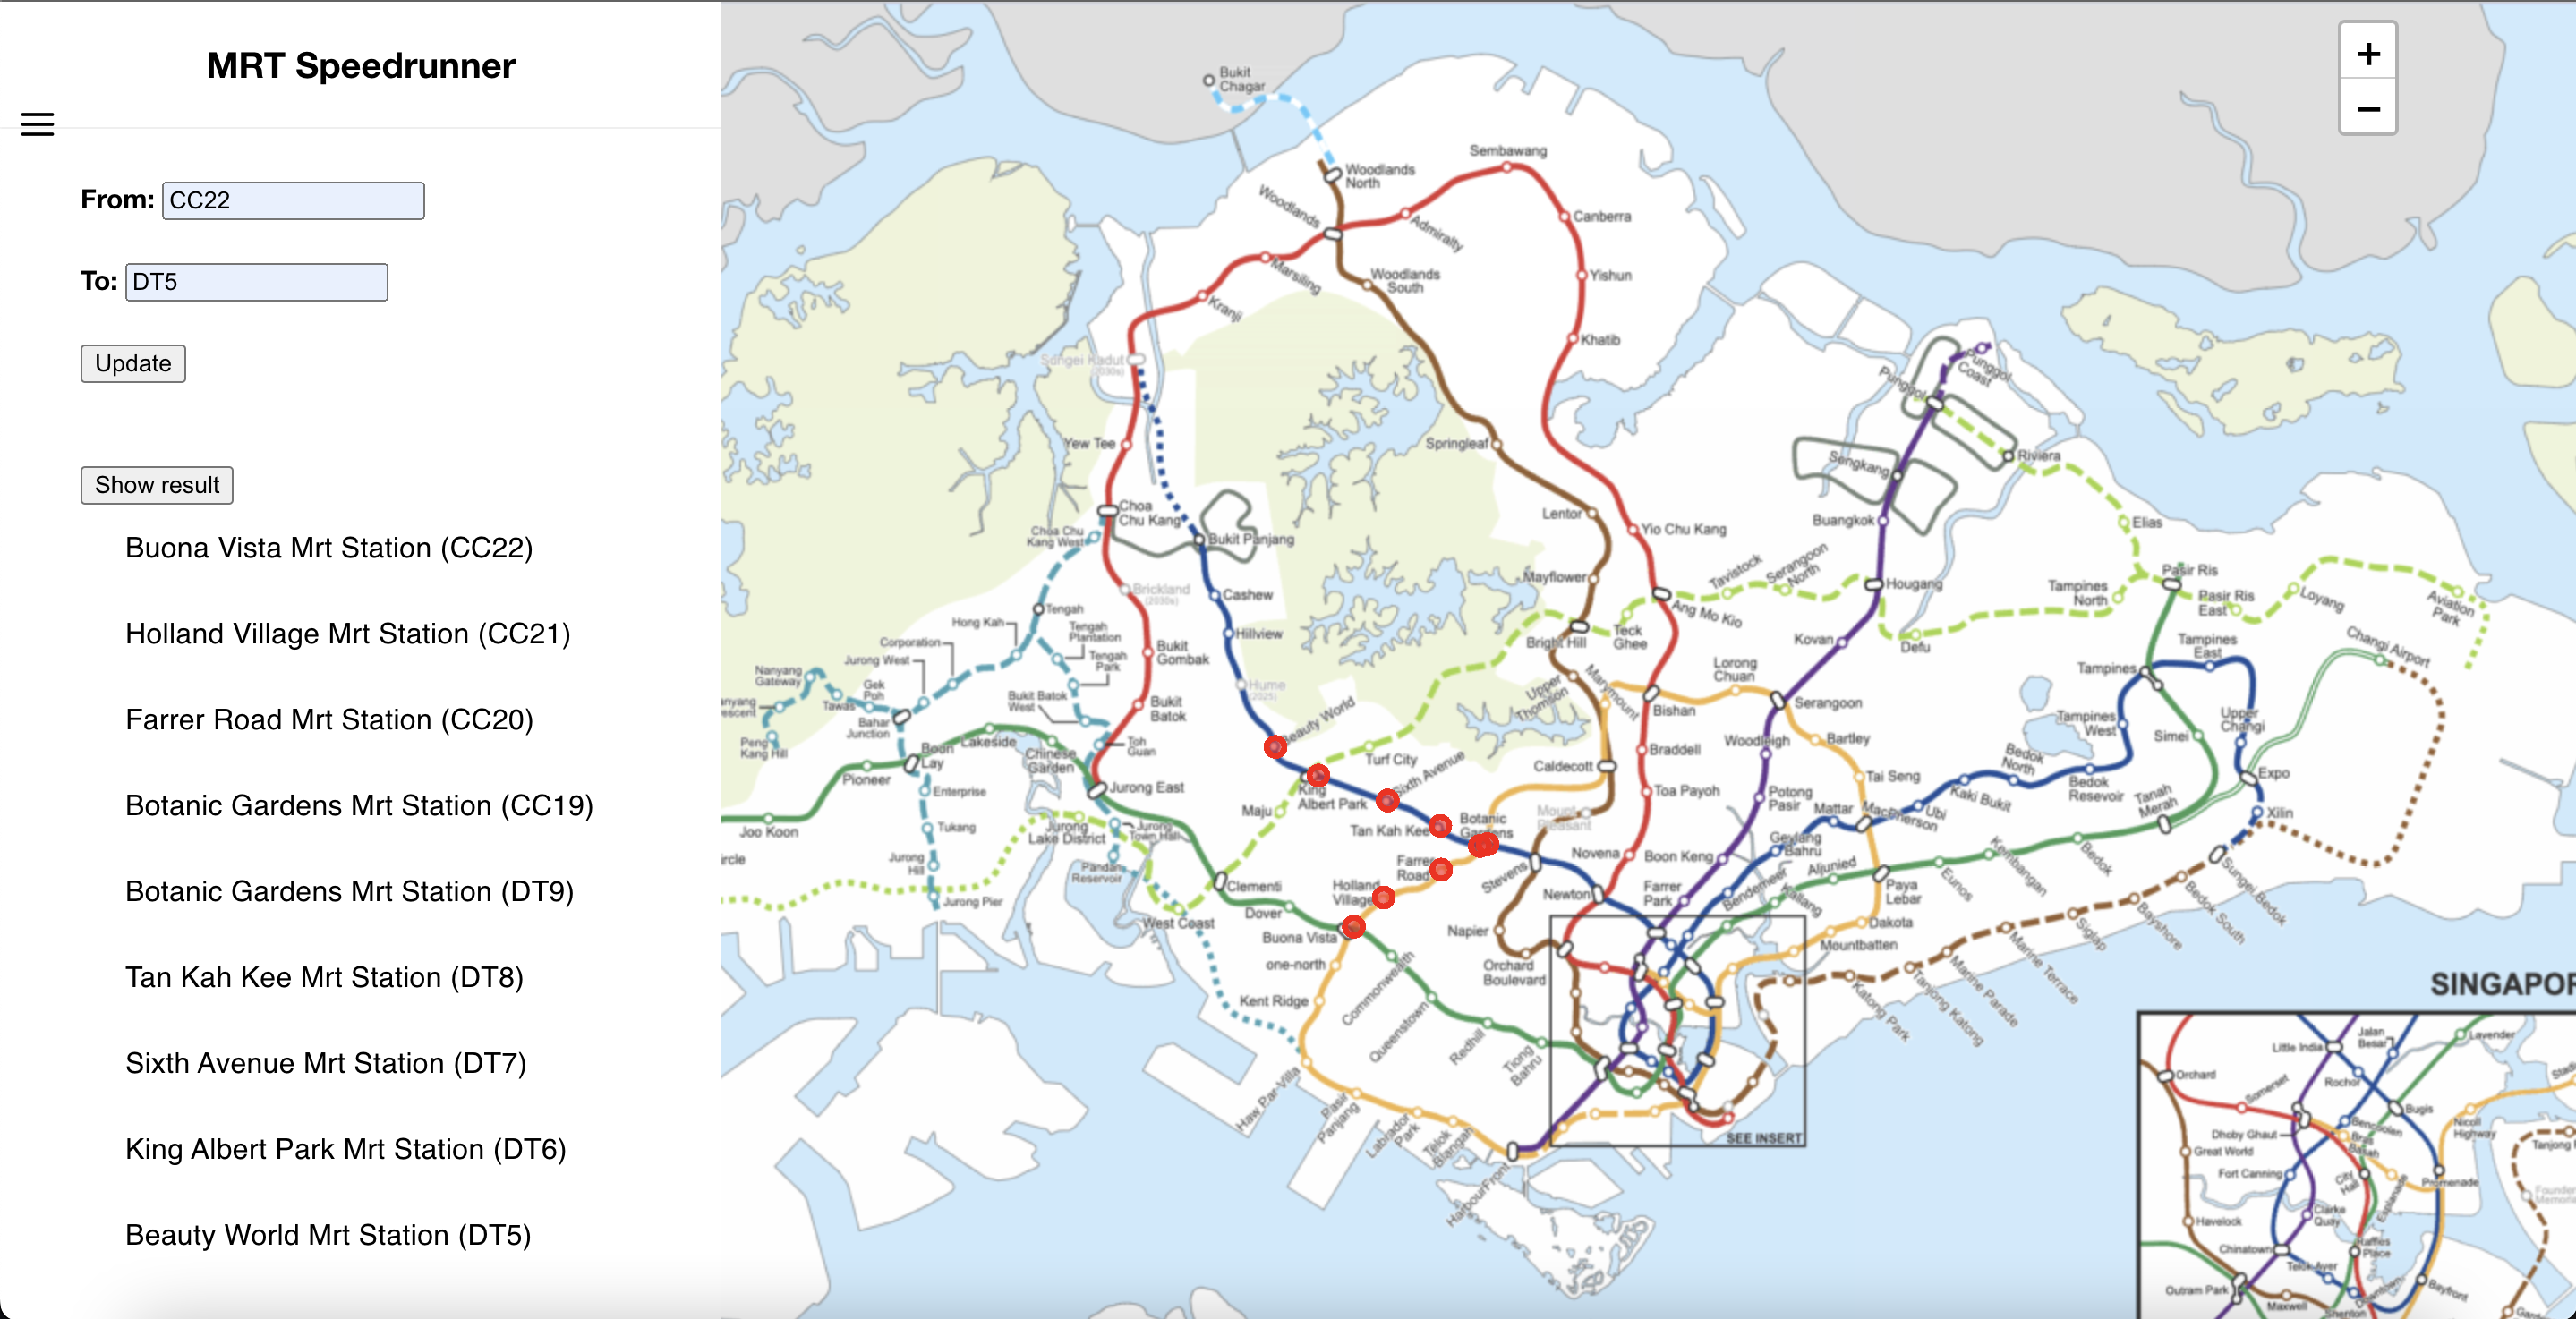 MRT Speedrunner
From: CC22
To: DT5
Update
Show result
Buona Vista Mrt Station (CC22)
Holland Village Mrt Station (CC21)
Farrer Road Mrt Station (CC20)
Botanic Gardens Mrt Station (CC19)
Botanic Gardens Mrt Station (DT9)
Tan Kah Kee Mrt Station (DT8)
Sixth Avenue Mrt Station (DT7)
King Albert Park Mrt Station (DT6)
Beauty World Mrt Station (DT5)
+
−
Bukit
Chagar
Woodlands
North
Woodlands
Sembawang
Admiralty
Canberra
Marsiling
Woodlands
South
Yishun
Kranji
Khatib
Sungei Kadut
(2030s)
Punggol
Coast
Punggol
Yew Tee
Springleaf
Sengkang
Riviera
Choa
Chu Kang
Choa Chu
Kang West
Bukit Panjang
Lentor
Yio Chu Kang
Buangkok
Elias
Brickland
(2030s)
Cashew
Mayflower
Tavistock
Serangoon
North
Hougang
Pasir Ris
Tampines
North
Pasir Ris
East
Loyang
Aviation
Park
Tengah
Hong Kah
Tengah
Plantation
Hillview
Ang Mo Kio
Bright Hill
Teck
Ghee
Kovan
Defu
Tampines
East
Changi Airport
Corporation
Jurong West
Tengah
Park
Bukit
Gombak
Lorong
Chuan
Tampines
Nanyang
Gateway
Gek
Poh
Hume
(2025)
Marymount
Upper
Thomson
Bukit Batok
West
Bukit
Batok
Tawas
Bahar
Junction
Bishan
Serangoon
Tampines
West
Upper
Changi
Beauty World
Peng
Kang Hill
Boon
Lay
Lakeside
Chinese
Garden
Toh
Guan
Woodleigh
Bartley
Simei
Turf City
Braddell
Bedok
North
Pioneer
Sixth Avenue
Caldecott
Tai Seng
Bedok
Resevoir
Expo
Enterprise
Jurong East
King
Albert Park
Toa Payoh
Potong
Pasir
Kaki Bukit
Tanah
Merah
Maju
Mount
Pleasant
Mattar
MacPherson
Ubi
Xilin
Joo Koon
Tukang
Jurong
Lake District
Jurong
Town Hall
Tan Kah Kee
Botanic
Gardens
Geylang
Bahru
Jurong
Hill
Pandan
Reservoir
Farrer
Road
Novena
Boon Keng
Aljunied
Kembangan
Bedok
Stevens
Clementi
Holland
Village
Newton
Farrer
Park
Bendemeer
Kallang
Paya
Lebar
Eunos
Sungei Bedok
Jurong Pier
Dover
West Coast
Buona Vista
Napier
Dakota
Bedok South
Bayshore
Siglap
Mountbatten
one-north
Commonwealth
Orchard
Boulevard
Marine Terrace
Marine Parade
Tanjong Katong
Katong Park
Kent Ridge
Queenstown
Redhill
Tiong
Bahru
Haw Par Villa
Pasir
Panjang
Labrador
Park
Telok
Blangah
HarbourFront
SEE INSERT
SINGAPO
Little India
Jalan
Besar
Lavender
Orchard
Somerset
Rochor
Bugis
Nicoll
Highway
Dhoby Ghaut
Bencoolen
Bras
Basah
Great World
Fort Canning
City
Hall
Esplanade
Promenade
Havelock
Clarke
Quay
Chinatown
Raffles
Place
Telok Ayer
Outram Park
Maxwell
Downtown
Bayfront